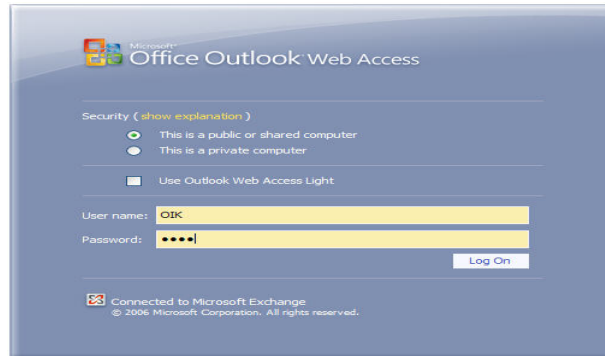 Microsoft®
Office Outlook® Web Access
Security ( show explanation )
This is a public or shared computer
This is a private computer
Use Outlook Web Access Light
User name: OIK
Password: ••••
Log On
Connected to Microsoft Exchange
© 2006 Microsoft Corporation. All rights reserved.